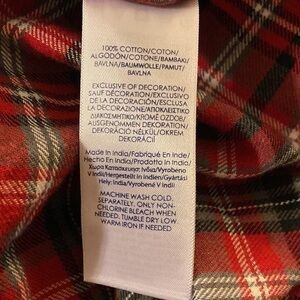 100% COTTON/COTON/
ALGODÓN/COTONE/BAMBAKI/
BAVLNA/BAUMWOLLE/PAMUT/
BAVLNA
EXCLUSIVE OF DECORATION/
SAUF DÉCORATION/EXCLUSIVO
DE LA DECORACIÓN/ESCLUSA
LA DECORAZIONE/ΑΠΟΚΛΕΙΣΤΙΚΟ
ΔΙΑΚΟΣΜΗΤΙΚΟ/KROMĚ OZDOB/
AUSGENOMMEN DEKORATION/
DEKORÁCIÓ NÉLKÜL/OKREM
DEKORÁCIÍ
Made In India/Fabriqué En Inde/
Hecho En India/Prodotto In India/
Χωρα Κατασκευης: Ινδια/Vyrobeno
V Indii/Hergestellt in Indien/Gyártási
Hely: India/Vyrobené V Indii
MACHINE WASH COLD,
SEPARATELY, ONLY NON-
CHLORINE BLEACH WHEN
NEEDED, TUMBLE DRY LOW.
WARM IRON IF NEEDED